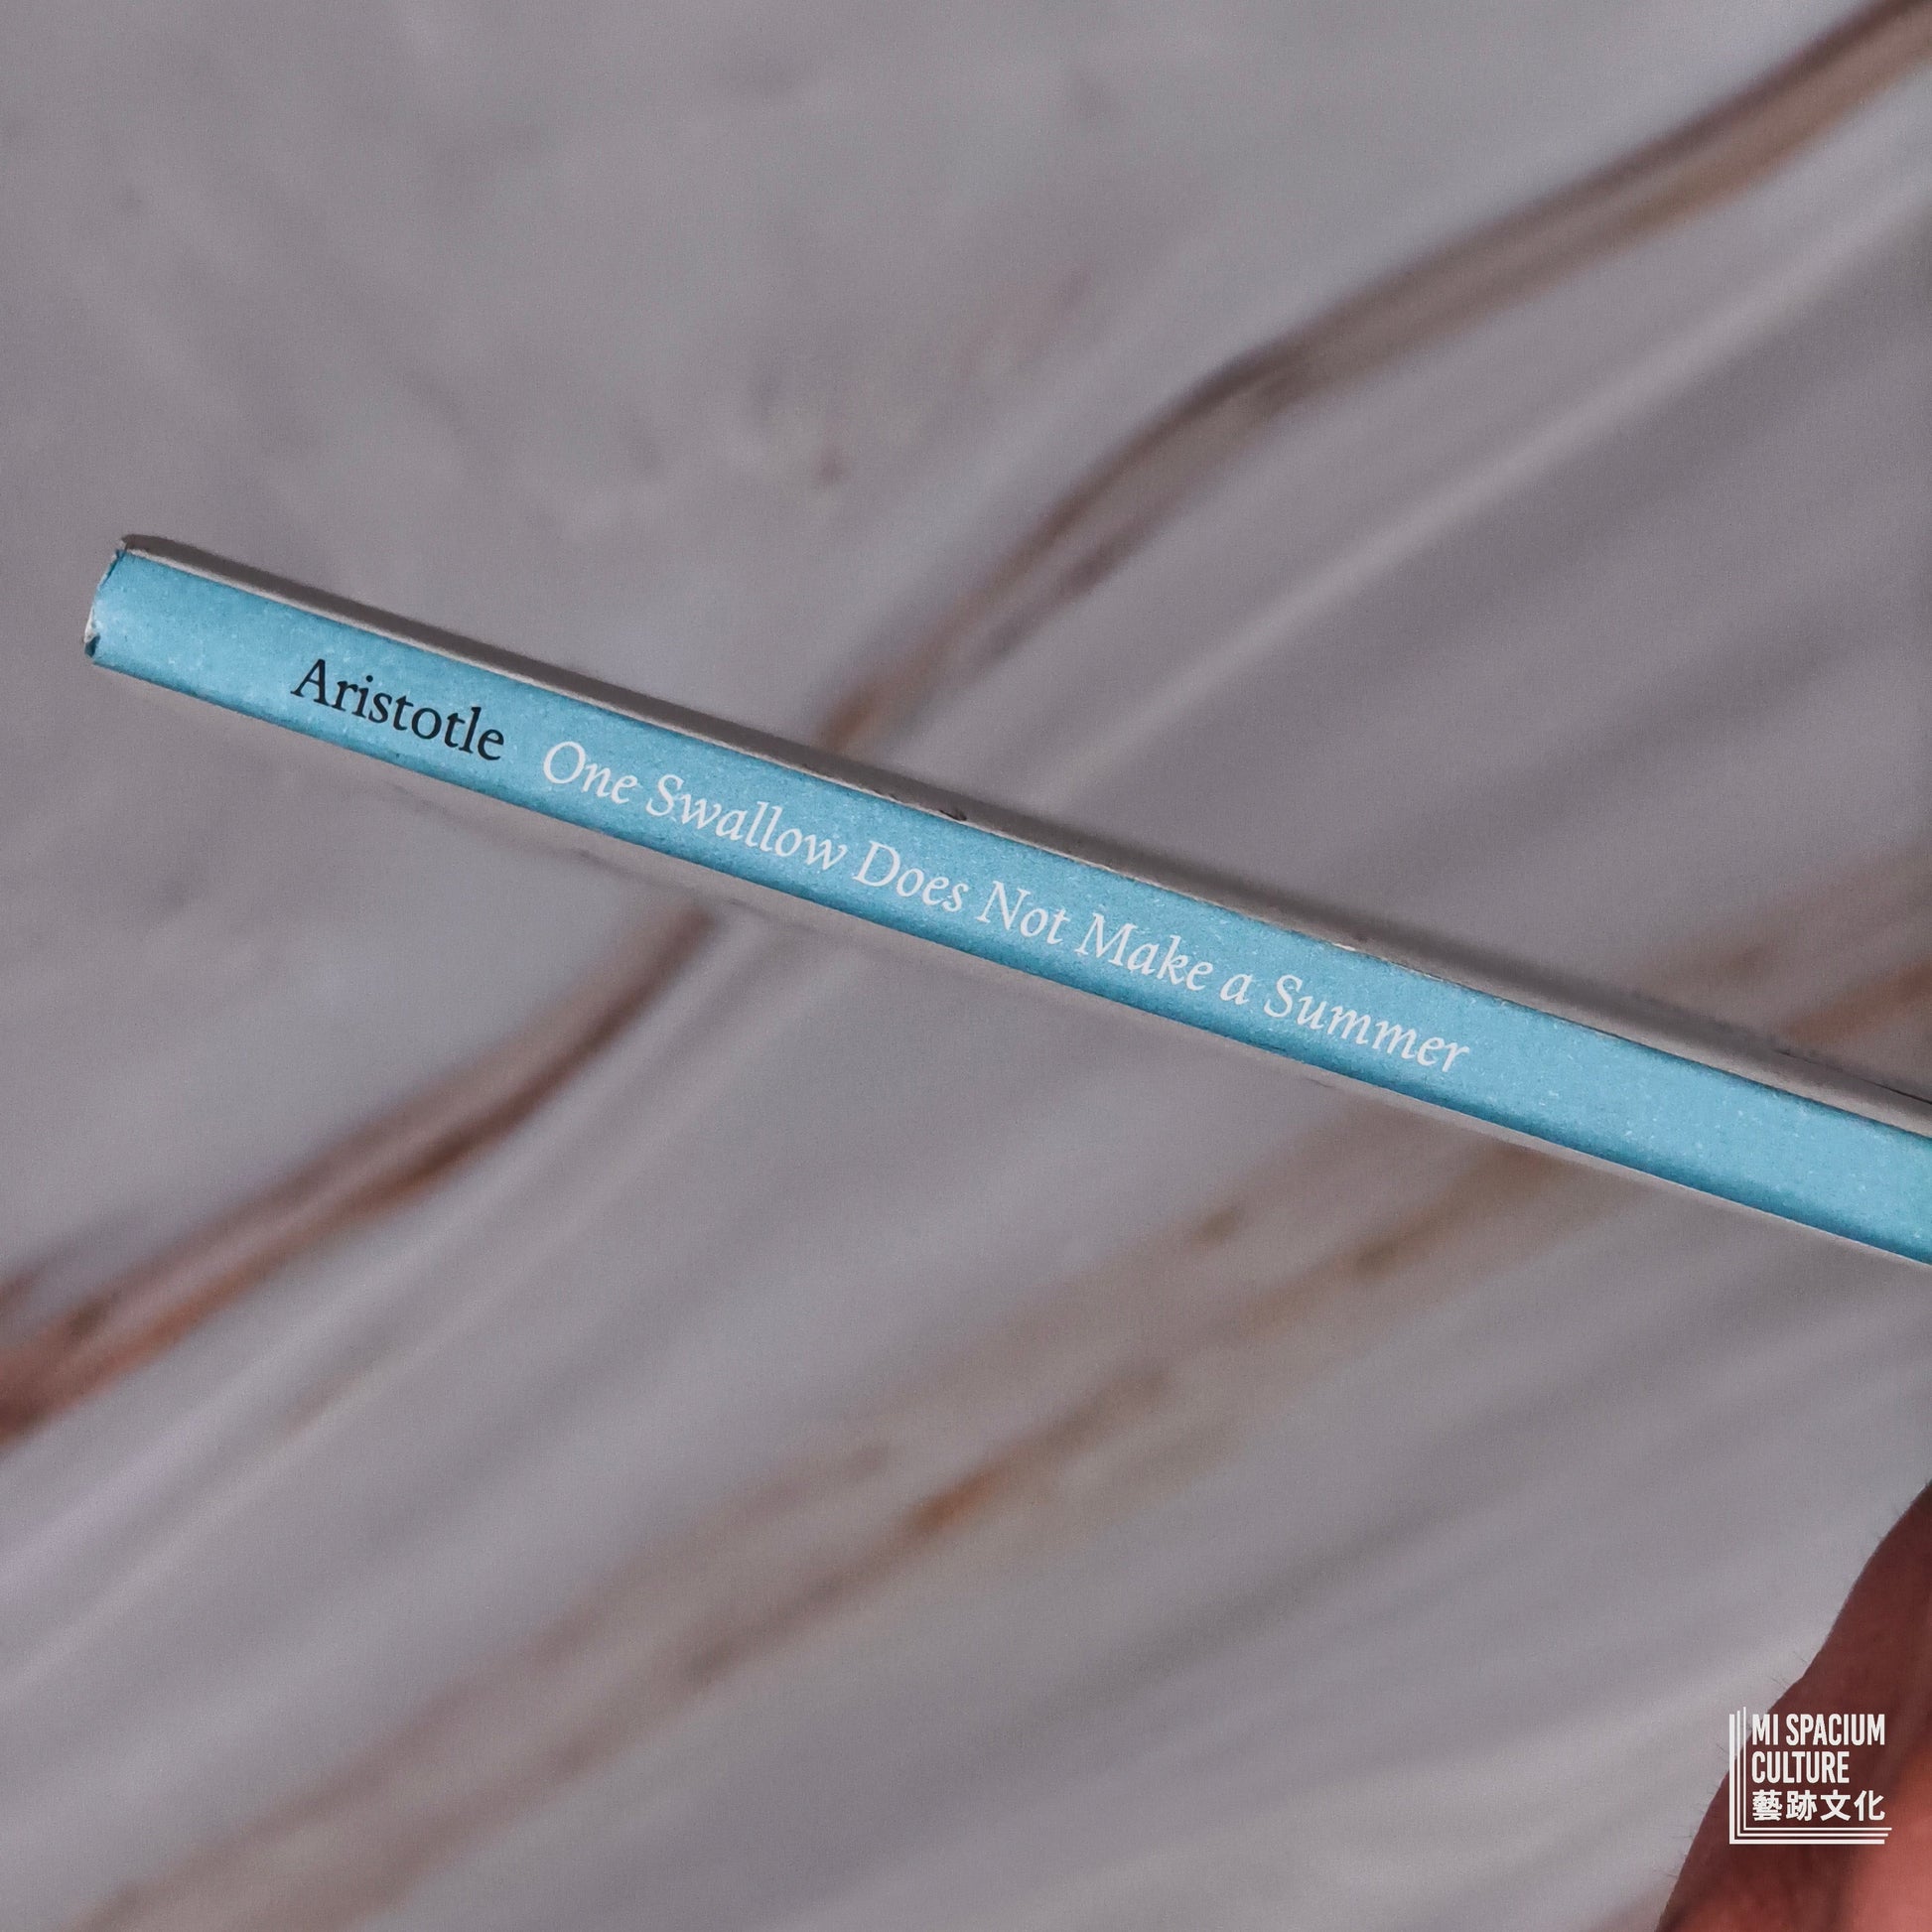 Aristotle One Swallow Does Not Make a Summer
MI SPACIUM
CULTURE
藝跡文化